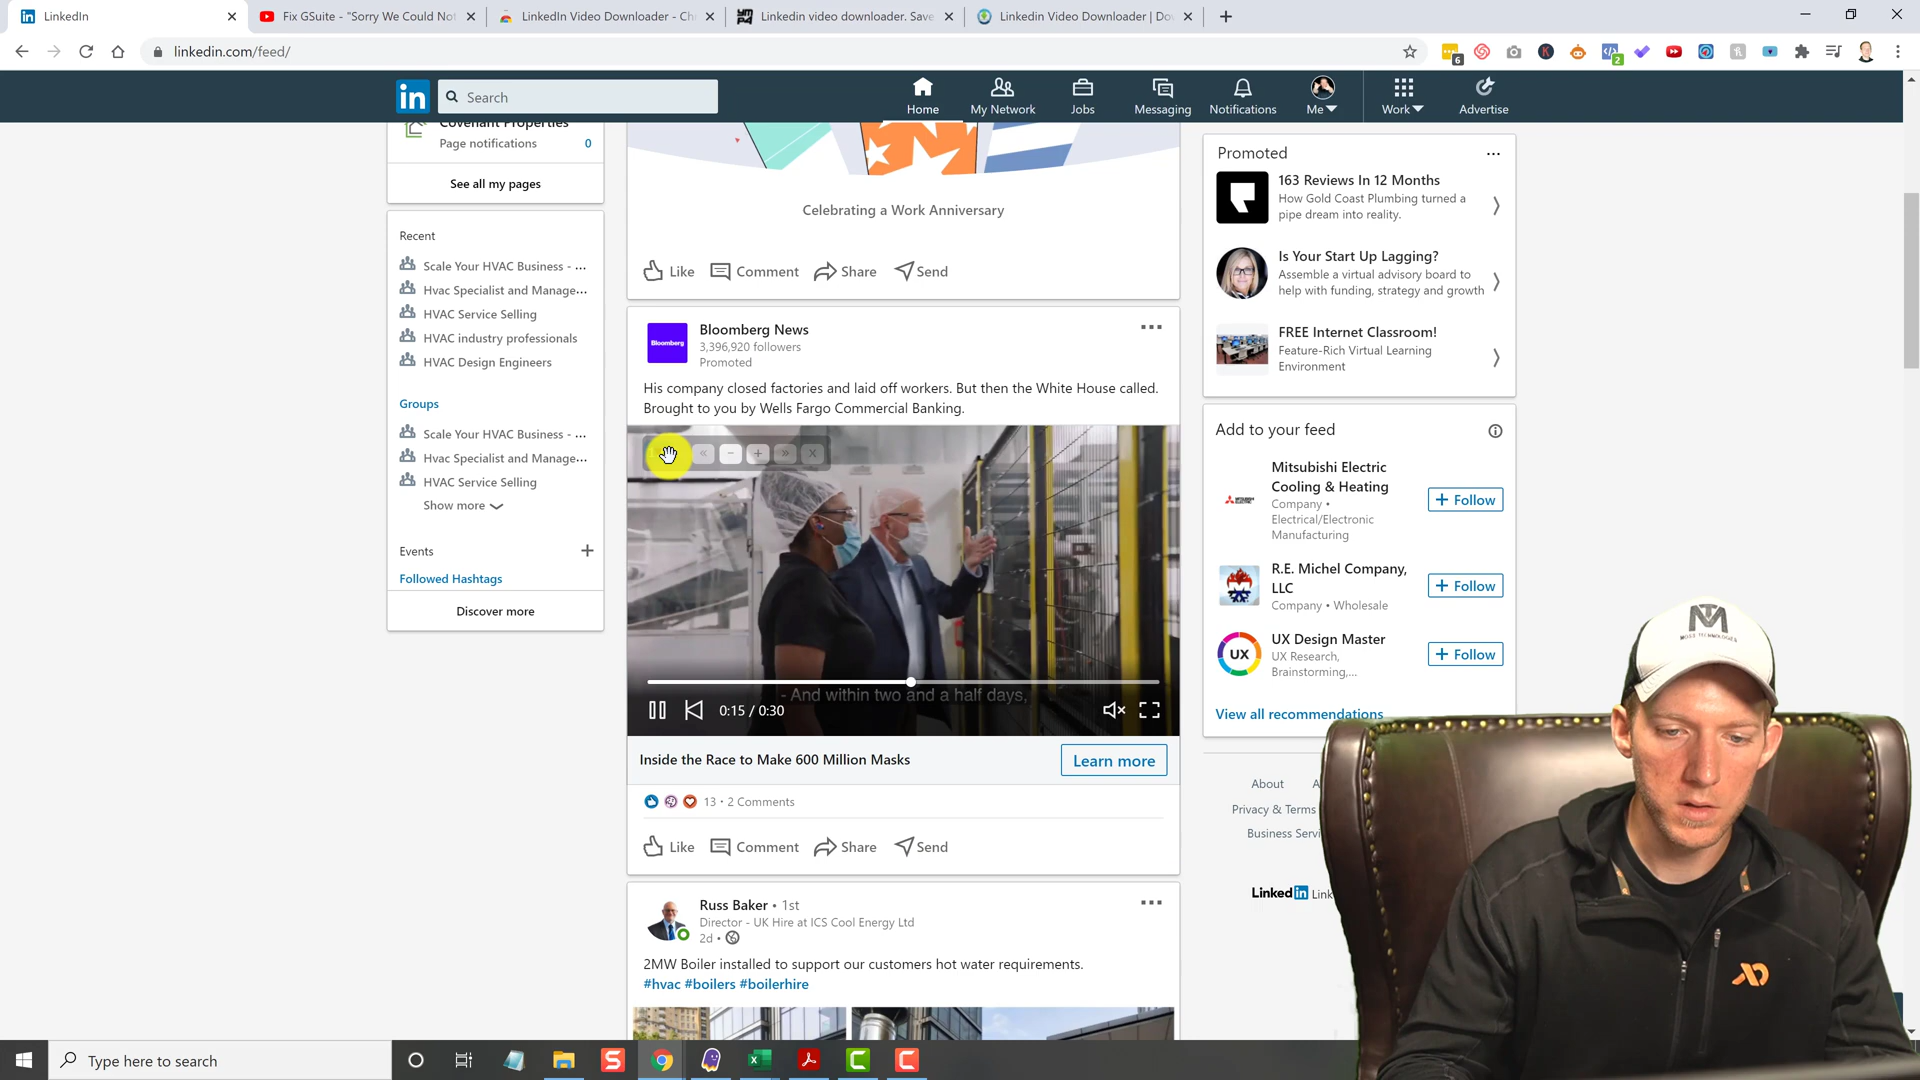 LinkedIn
Fix GSuite - "Sorry We Could Not
LinkedIn Video Downloader - Ch
Linkedin video downloader. Save
Linkedin Video Downloader | Do
linkedin.com/feed/
6
2
in
Search
Home
My Network
Jobs
Messaging
Notifications
Me
Work
Advertise
Covenant Properties
Page notifications 0
See all my pages
Recent
Scale Your HVAC Business - ...
Hvac Specialist and Manage...
HVAC Service Selling
HVAC industry professionals
HVAC Design Engineers
Groups
Scale Your HVAC Business - ...
Hvac Specialist and Manage...
HVAC Service Selling
Show more
Events
Followed Hashtags
Discover more
Celebrating a Work Anniversary
Like Comment Share Send
Bloomberg
Bloomberg News
3,396,920 followers
Promoted
His company closed factories and laid off workers. But then the White House called.
Brought to you by Wells Fargo Commercial Banking.
« - + » X
- And within two and a half days,
0:15 / 0:30
Inside the Race to Make 600 Million Masks
Learn more
13 • 2 Comments
Like Comment Share Send
Russ Baker • 1st
Director - UK Hire at ICS Cool Energy Ltd
2d •
2MW Boiler installed to support our customers hot water requirements.
#hvac #boilers #boilerhire
Promoted
163 Reviews In 12 Months
How Gold Coast Plumbing turned a
pipe dream into reality.
Is Your Start Up Lagging?
Assemble a virtual advisory board to
help with funding, strategy and growth
FREE Internet Classroom!
Feature-Rich Virtual Learning
Environment
Add to your feed
Mitsubishi Electric
Cooling & Heating
Company •
Electrical/Electronic
Manufacturing
+ Follow
R.E. Michel Company,
LLC
Company • Wholesale
+ Follow
UX
UX Design Master
UX Research,
Brainstorming,...
+ Follow
View all recommendations
About
Privacy & Terms
Business Servi
LinkedIn Link
Type here to search